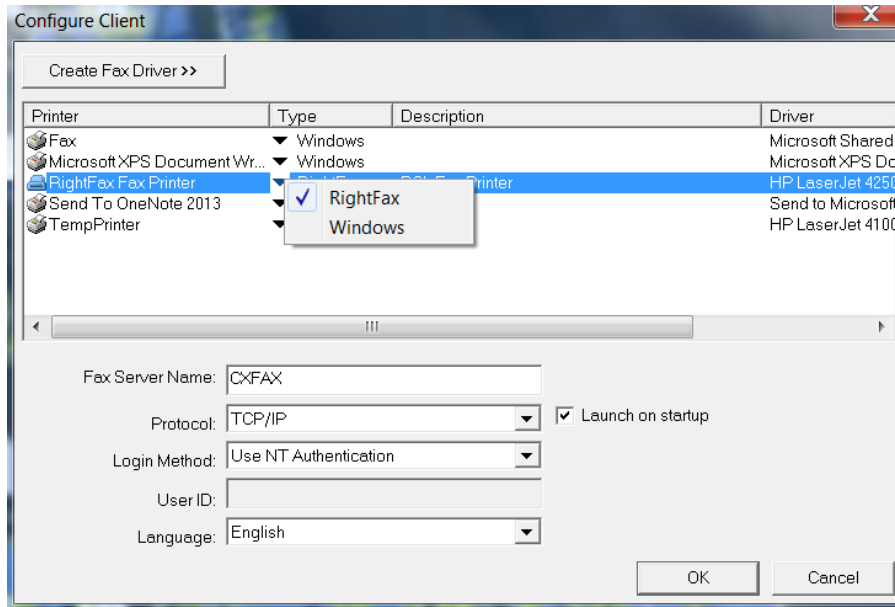 Configure Client
Create Fax Driver >>
Printer Type Description Driver
Fax Windows Microsoft Shared
Microsoft XPS Document Wr... Windows Microsoft XPS Do
RightFax Fax Printer Printer HP LaserJet 4250
RightFax
Send To OneNote 2013 Send to Microsoft
Windows
TempPrinter HP LaserJet 4100
Fax Server Name: CXFAX
Protocol: TCP/IP Launch on startup
Login Method: Use NT Authentication
User ID:
Language: English
OK Cancel